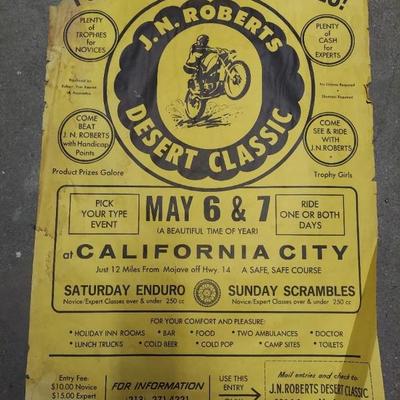 PLENTY
of
TROPHIES
for
NOVICES
PLENTY
of
CASH
for
EXPERTS
J.N. ROBERTS
DESERT CLASSIC
COME
BEAT
J. N. ROBERTS
with Handicap
Points
COME
SEE & RIDE
WITH
J.N. ROBERTS
Product Prizes Galore
Trophy Girls
PICK
YOUR TYPE
EVENT
MAY 6 & 7
(A BEAUTIFUL TIME OF YEAR)
RIDE
ONE OR BOTH
DAYS
at CALIFORNIA CITY
Just 12 Miles From Mojave off Hwy. 14 A SAFE, SAFE COURSE
SATURDAY ENDURO
Novice/Expert Classes over & under 250 cc
SUNDAY SCRAMBLES
Novice/Expert Classes over & under 250 cc
FOR YOUR COMFORT AND PLEASURE:
• HOLIDAY INN ROOMS • BAR • FOOD • TWO AMBULANCES • DOCTOR
• LUNCH TRUCKS • COLD BEER • COLD POP • CAMP SITES • TOILETS
Entry Fee:
$10.00 Novice
$15.00 Expert
FOR INFORMATION
USE THIS
ENTRY
Mail entries and check to:
J.N. ROBERTS DESERT CLASSIC